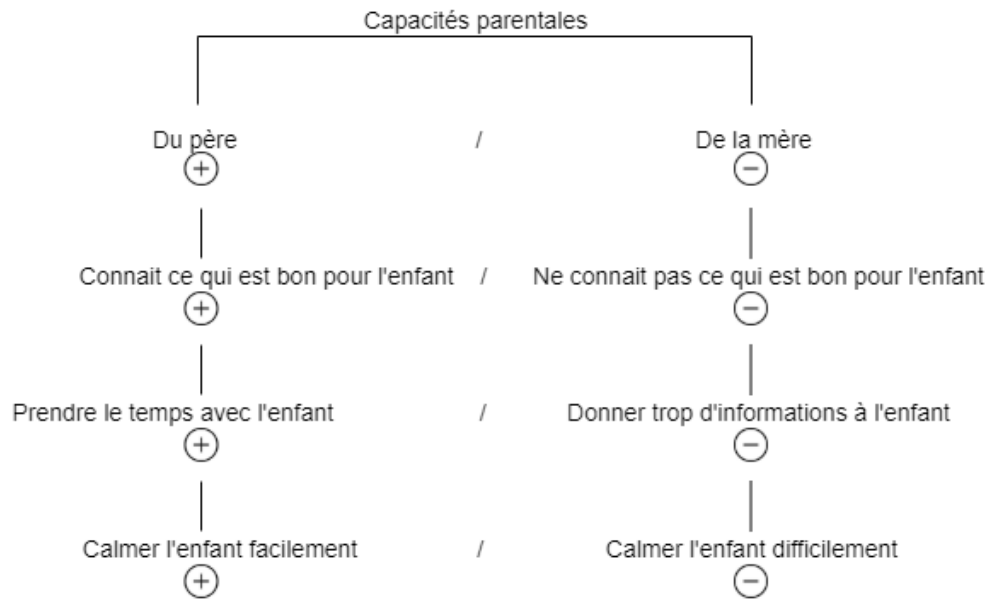 Capacités parentales
Du père / De la mère
+ −
Connait ce qui est bon pour l'enfant / Ne connait pas ce qui est bon pour l'enfant
+ −
Prendre le temps avec l'enfant / Donner trop d'informations à l'enfant
+ −
Calmer l'enfant facilement / Calmer l'enfant difficilement
+ −